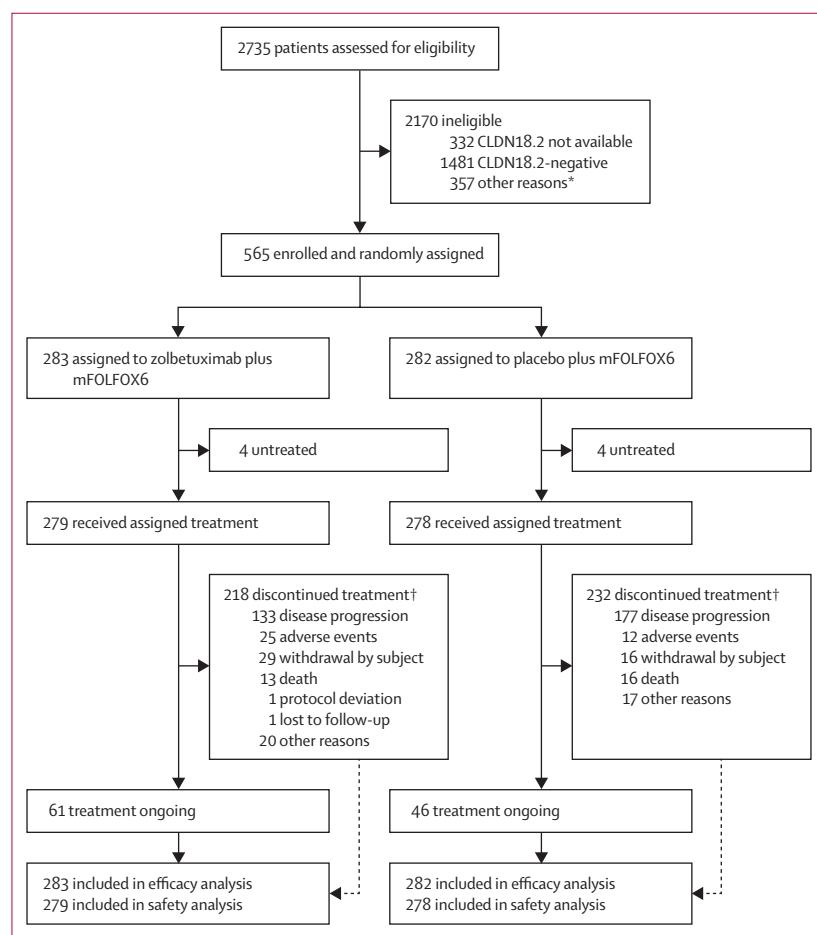 2735 patients assessed for eligibility
2170 ineligible
332 CLDN18.2 not available
1481 CLDN18.2-negative
357 other reasons*
565 enrolled and randomly assigned
283 assigned to zolbetuximab plus
mFOLFOX6
282 assigned to placebo plus mFOLFOX6
4 untreated
4 untreated
279 received assigned treatment
278 received assigned treatment
218 discontinued treatment†
133 disease progression
25 adverse events
29 withdrawal by subject
13 death
1 protocol deviation
1 lost to follow-up
20 other reasons
232 discontinued treatment†
177 disease progression
12 adverse events
16 withdrawal by subject
16 death
17 other reasons
61 treatment ongoing
46 treatment ongoing
283 included in efficacy analysis
279 included in safety analysis
282 included in efficacy analysis
278 included in safety analysis